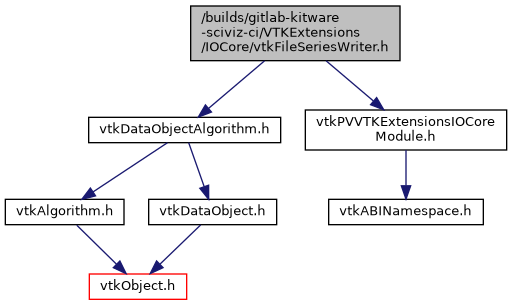 /builds/gitlab-kitware
-sciviz-ci/VTKExtensions
/IOCore/vtkFileSeriesWriter.h
vtkDataObjectAlgorithm.h
vtkPVVTKExtensionsIOCore
Module.h
vtkAlgorithm.h
vtkDataObject.h
vtkABINamespace.h
vtkObject.h